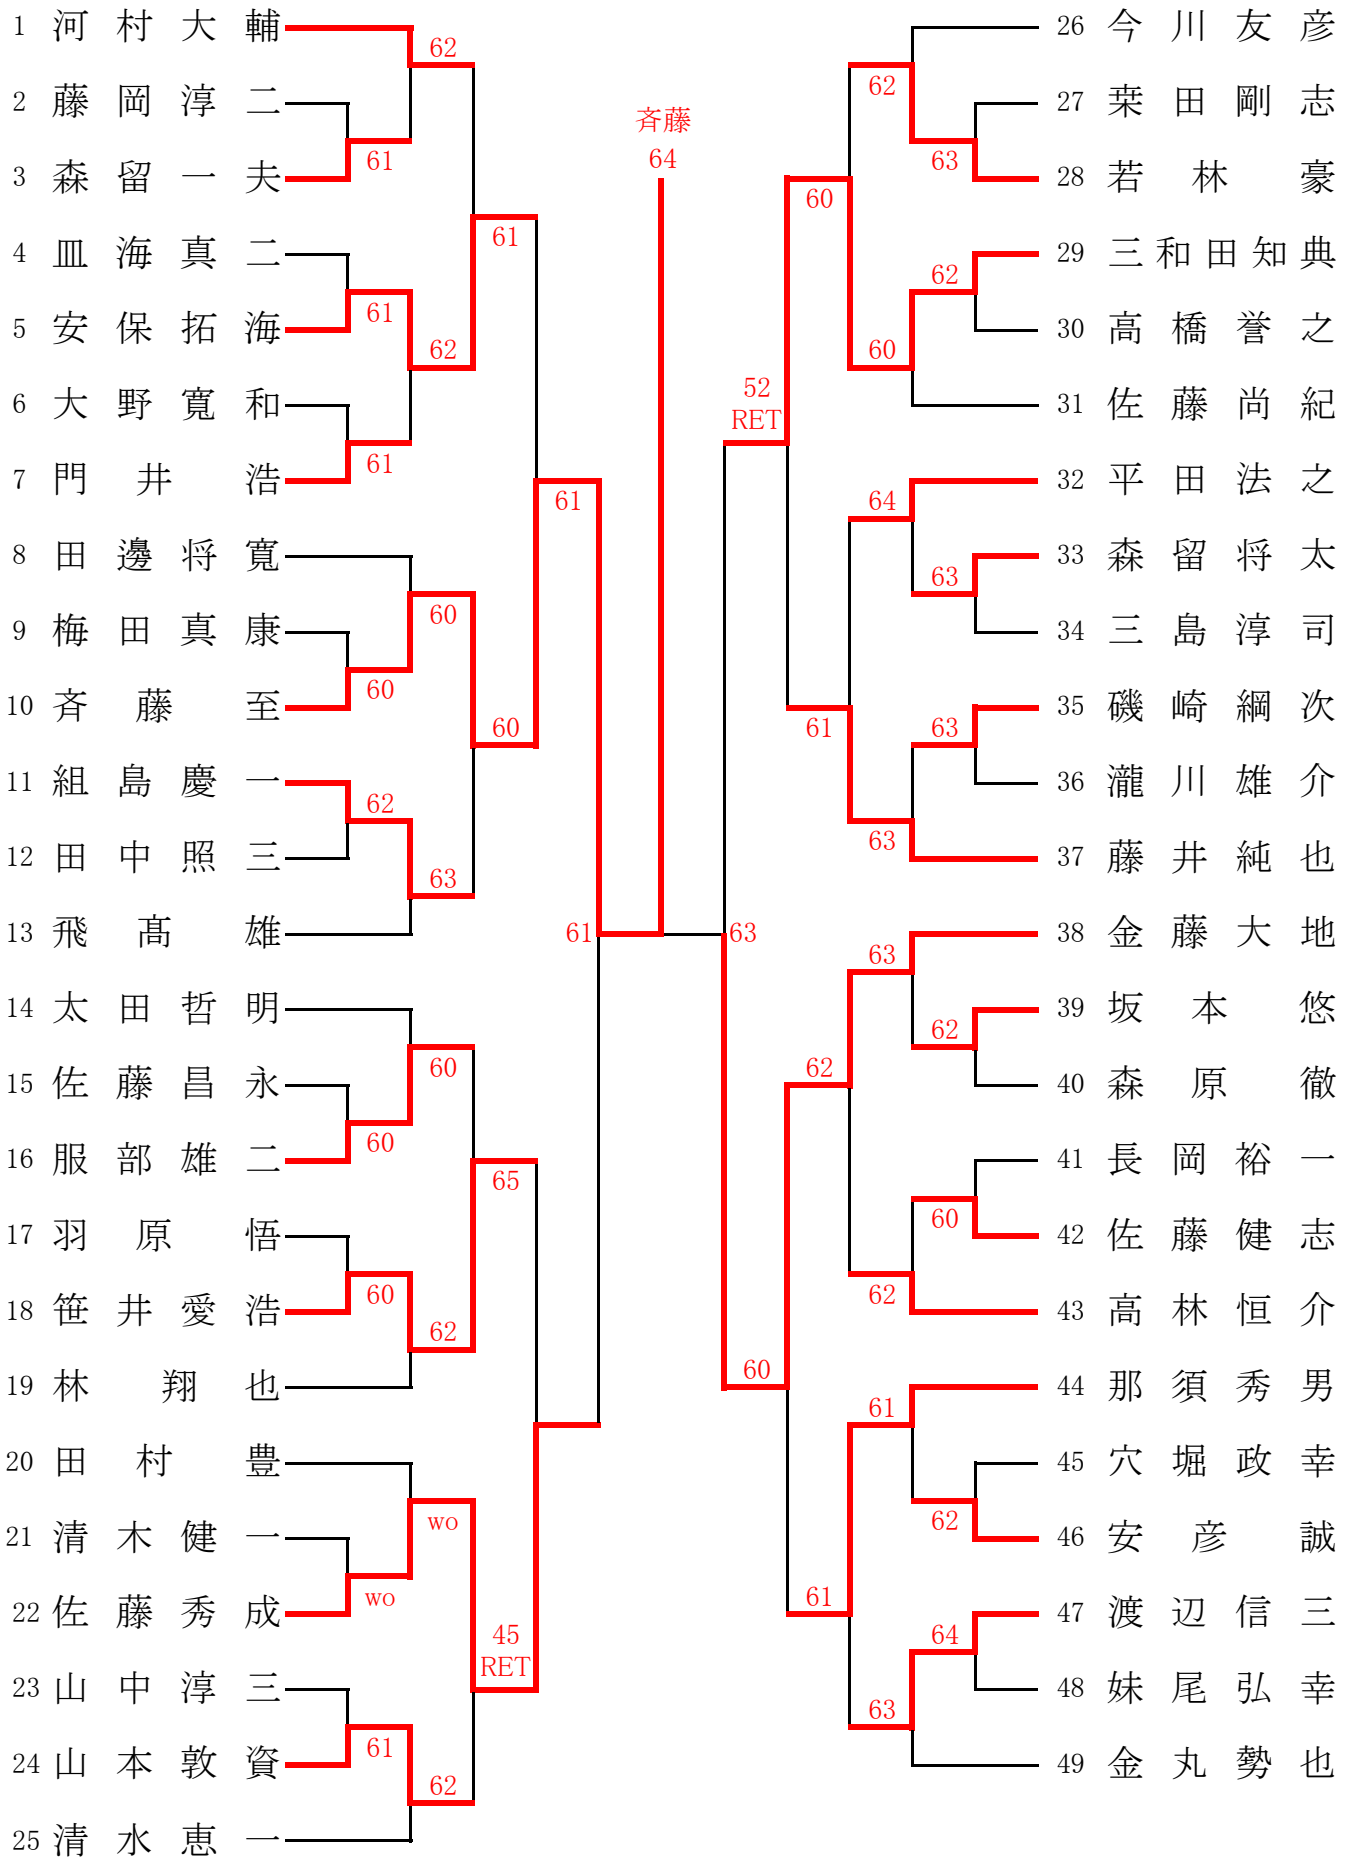 1 河村大輔
62
2 藤岡淳二
61
3 森留一夫
61
4 皿海真二
61
5 安保拓海
62
6 大野寛和
61
7 門井浩
61
8 田邊将寛
60
9 梅田真康
60
10 斉藤至
60
11 組島慶一
62
12 田中照三
63
13 飛髙雄
61
14 太田哲明
60
15 佐藤昌永
60
16 服部雄二
65
17 羽原悟
60
18 笹井愛浩
62
19 林翔也
20 田村豊
wo
21 清木健一
wo
22 佐藤秀成
45
RET
23 山中淳三
61
24 山本敦資
62
25 清水恵一
斉藤
64
26 今川友彦
62
27 桒田剛志
63
28 若林豪
60
29 三和田知典
62
30 高橋誉之
60
31 佐藤尚紀
52
RET
32 平田法之
64
33 森留将太
63
34 三島淳司
35 磯崎綱次
63
61
36 瀧川雄介
63
37 藤井純也
63
38 金藤大地
63
39 坂本悠
62
40 森原徹
62
41 長岡裕一
60
42 佐藤健志
62
43 高林恒介
60
44 那須秀男
61
45 穴堀政幸
62
46 安彦誠
61
47 渡辺信三
64
48 妹尾弘幸
63
49 金丸勢也